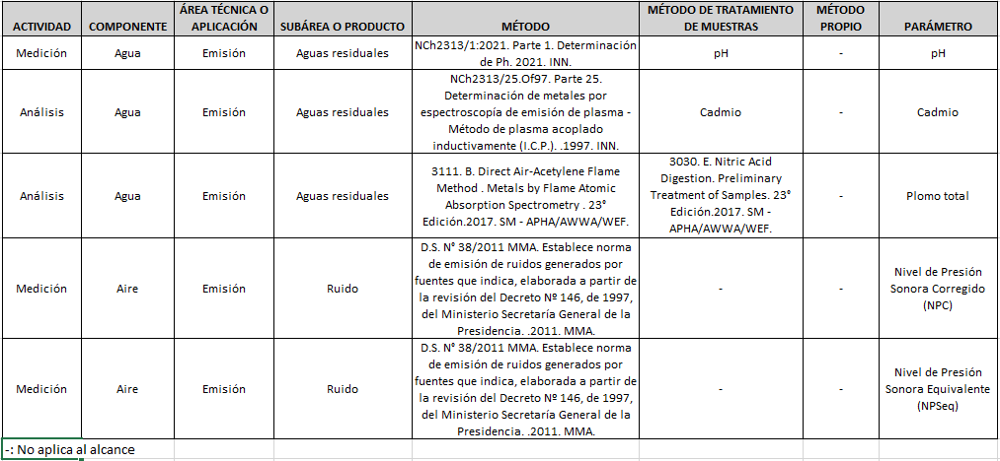 ACTIVIDAD
COMPONENTE
ÁREA TÉCNICA O
APLICACIÓN
SUBÁREA O PRODUCTO
MÉTODO
MÉTODO DE TRATAMIENTO
DE MUESTRAS
MÉTODO
PROPIO
PARÁMETRO
Medición
Agua
Emisión
Aguas residuales
NCh2313/1:2021. Parte 1. Determinación
de Ph. 2021. INN.
pH
-
pH
Análisis
Agua
Emisión
Aguas residuales
NCh2313/25.Of97. Parte 25.
Determinación de metales por
espectroscopía de emisión de plasma -
Método de plasma acoplado
inductivamente (I.C.P.). .1997. INN.
Cadmio
-
Cadmio
Análisis
Agua
Emisión
Aguas residuales
3111. B. Direct Air-Acetylene Flame
Method . Metals by Flame Atomic
Absorption Spectrometry . 23°
Edición.2017. SM - APHA/AWWA/WEF.
3030. E. Nitric Acid
Digestion. Preliminary
Treatment of Samples. 23°
Edición.2017. SM -
APHA/AWWA/WEF.
-
Plomo total
Medición
Aire
Emisión
Ruido
D.S. N° 38/2011 MMA. Establece norma
de emisión de ruidos generados por
fuentes que indica, elaborada a partir de
la revisión del Decreto Nº 146, de 1997,
del Ministerio Secretaría General de la
Presidencia. .2011. MMA.
-
-
Nivel de Presión
Sonora Corregido
(NPC)
Medición
Aire
Emisión
Ruido
D.S. N° 38/2011 MMA. Establece norma
de emisión de ruidos generados por
fuentes que indica, elaborada a partir de
la revisión del Decreto Nº 146, de 1997,
del Ministerio Secretaría General de la
Presidencia. .2011. MMA.
-
-
Nivel de Presión
Sonora Equivalente
(NPSeq)
-: No aplica al alcance